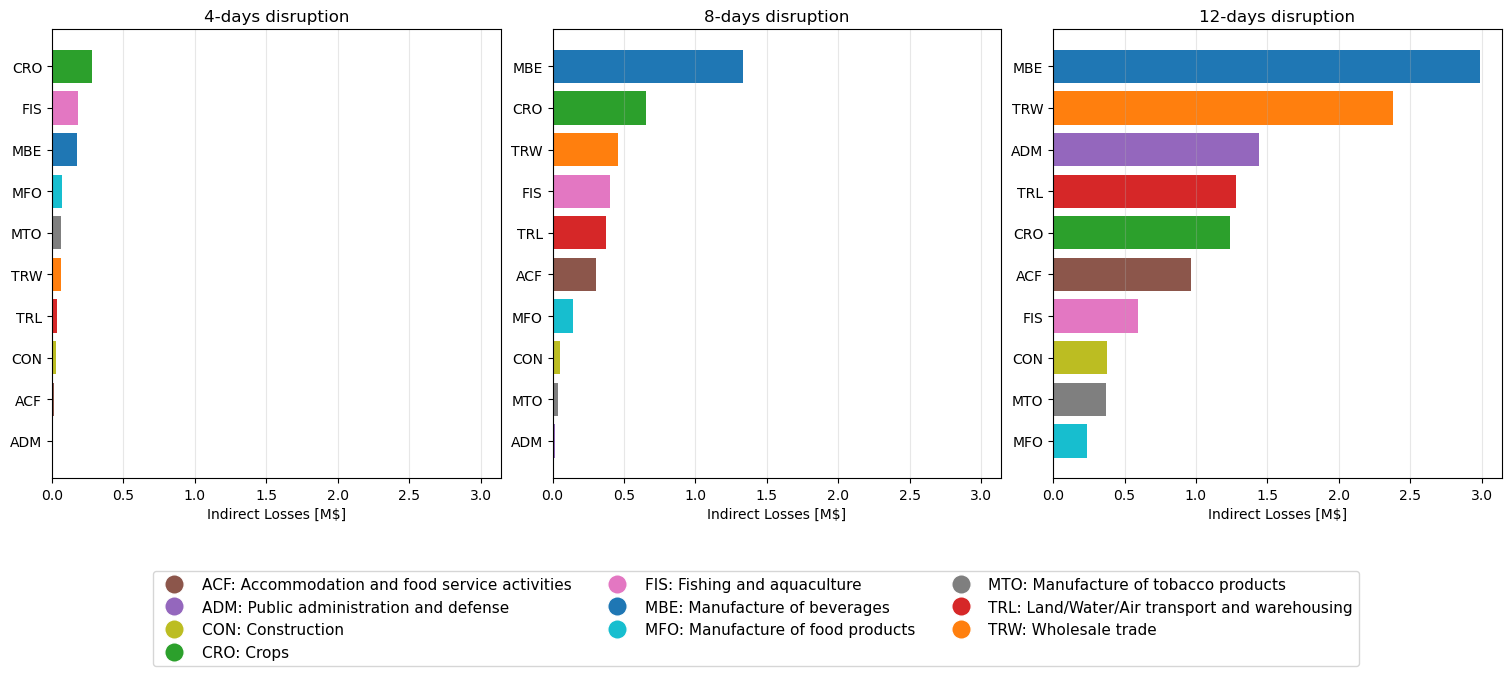 4-days disruption
CRO
FIS
MBE
MFO
MTO
TRW
TRL
CON
ACF
ADM
0.0 0.5 1.0 1.5 2.0 2.5 3.0
Indirect Losses [M$]
8-days disruption
MBE
CRO
TRW
FIS
TRL
ACF
MFO
CON
MTO
ADM
0.0 0.5 1.0 1.5 2.0 2.5 3.0
Indirect Losses [M$]
12-days disruption
MBE
TRW
ADM
TRL
CRO
ACF
FIS
CON
MTO
MFO
0.0 0.5 1.0 1.5 2.0 2.5 3.0
Indirect Losses [M$]
ACF: Accommodation and food service activities
ADM: Public administration and defense
CON: Construction
CRO: Crops
FIS: Fishing and aquaculture
MBE: Manufacture of beverages
MFO: Manufacture of food products
MTO: Manufacture of tobacco products
TRL: Land/Water/Air transport and warehousing
TRW: Wholesale trade